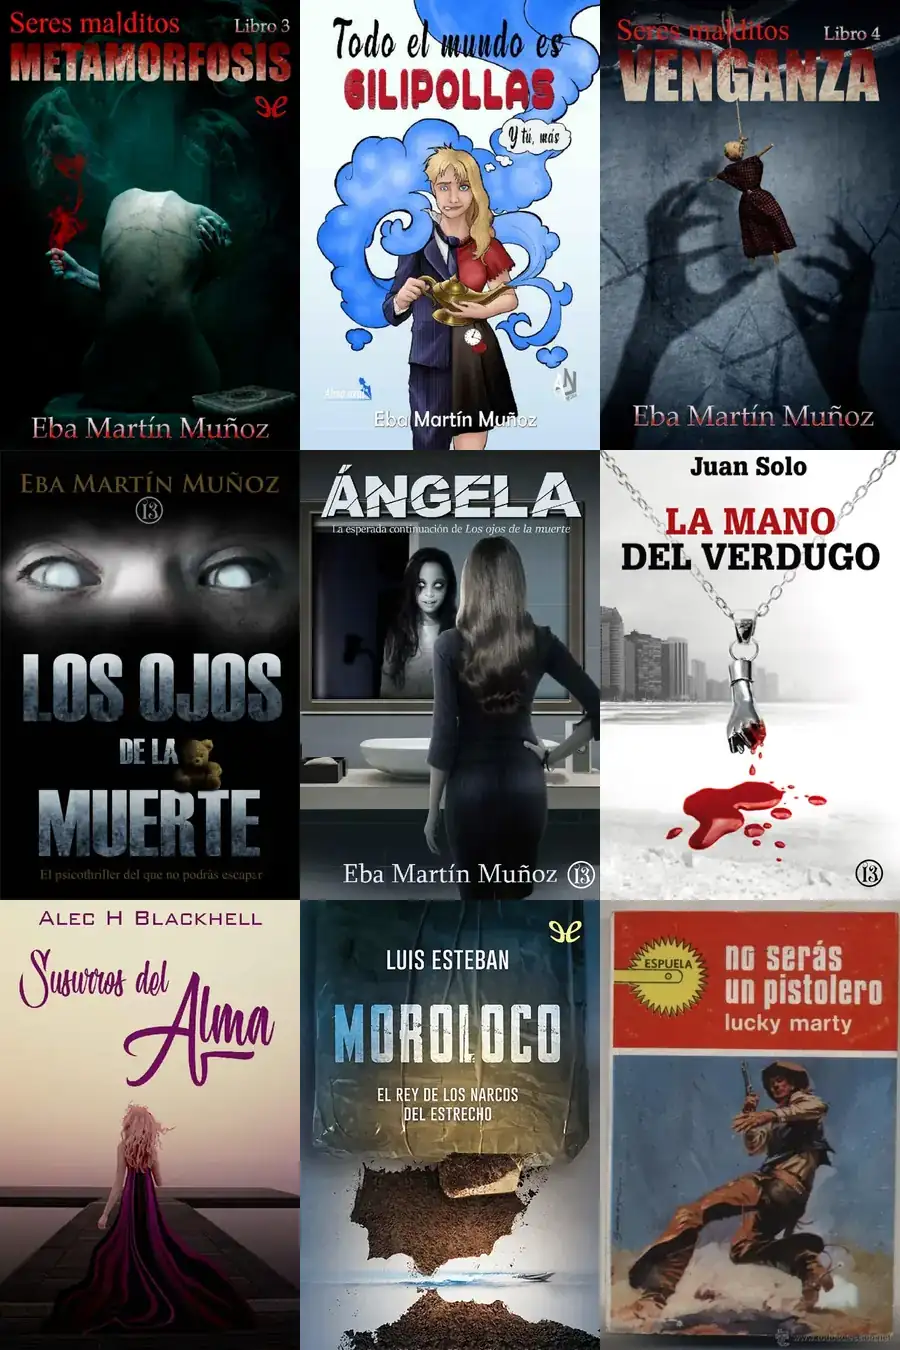 Seres malditos
Libro 3
METAMORFOSIS
Eba Martín Muñoz
Todo el mundo es
GILIPOLLAS
Y tú, más
Eba Martín Muñoz
Seres malditos
Libro 4
VENGANZA
Eba Martín Muñoz
EBA MARTÍN MUÑOZ
13
LOS OJOS
DE LA
MUERTE
El psicothriller del que no podrás escapar
ÁNGELA
La esperada continuación de Los ojos de la muerte
Eba Martín Muñoz
13
Juan Solo
LA MANO
DEL VERDUGO
13
ALEC H BLACKHELL
Susurros del
Alma
LUIS ESTEBAN
MOROLOCO
EL REY DE LOS NARCOS
DEL ESTRECHO
ESPUELA
no serás
un pistolero
lucky marty